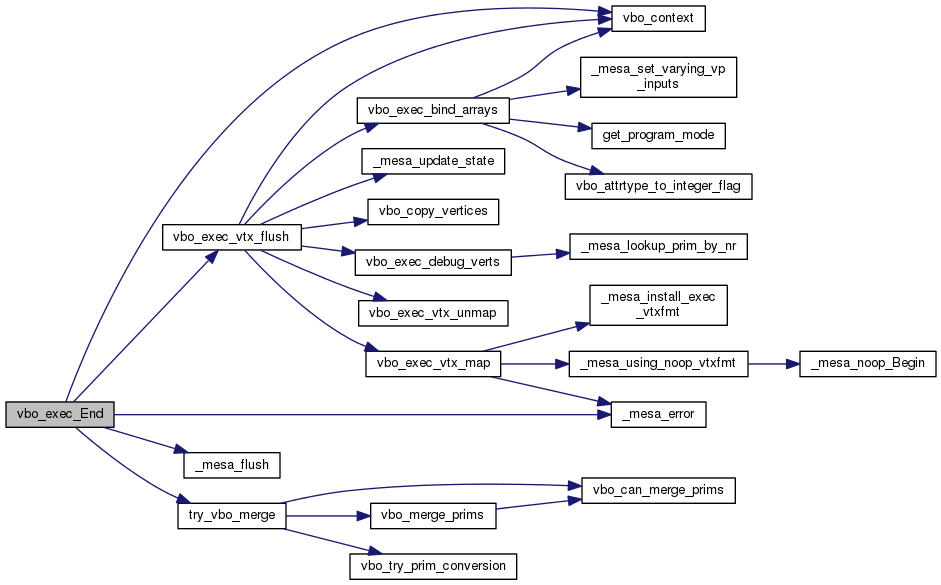 vbo_context
_mesa_set_varying_vp
_inputs
vbo_exec_bind_arrays
get_program_mode
_mesa_update_state
vbo_attrtype_to_integer_flag
vbo_copy_vertices
vbo_exec_vtx_flush
_mesa_lookup_prim_by_nr
vbo_exec_debug_verts
_mesa_install_exec
_vtxfmt
vbo_exec_vtx_unmap
vbo_exec_vtx_map
_mesa_using_noop_vtxfmt
_mesa_noop_Begin
vbo_exec_End
_mesa_error
_mesa_flush
vbo_can_merge_prims
try_vbo_merge
vbo_merge_prims
vbo_try_prim_conversion